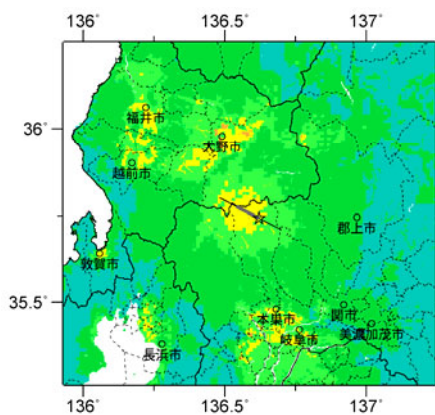 136° 136.5° 137°
36°
福井市
大野市
越前市
郡上市
敦賀市
35.5°
本巣市
関市
岐阜市
美濃加茂市
長浜市
136° 136.5° 137°